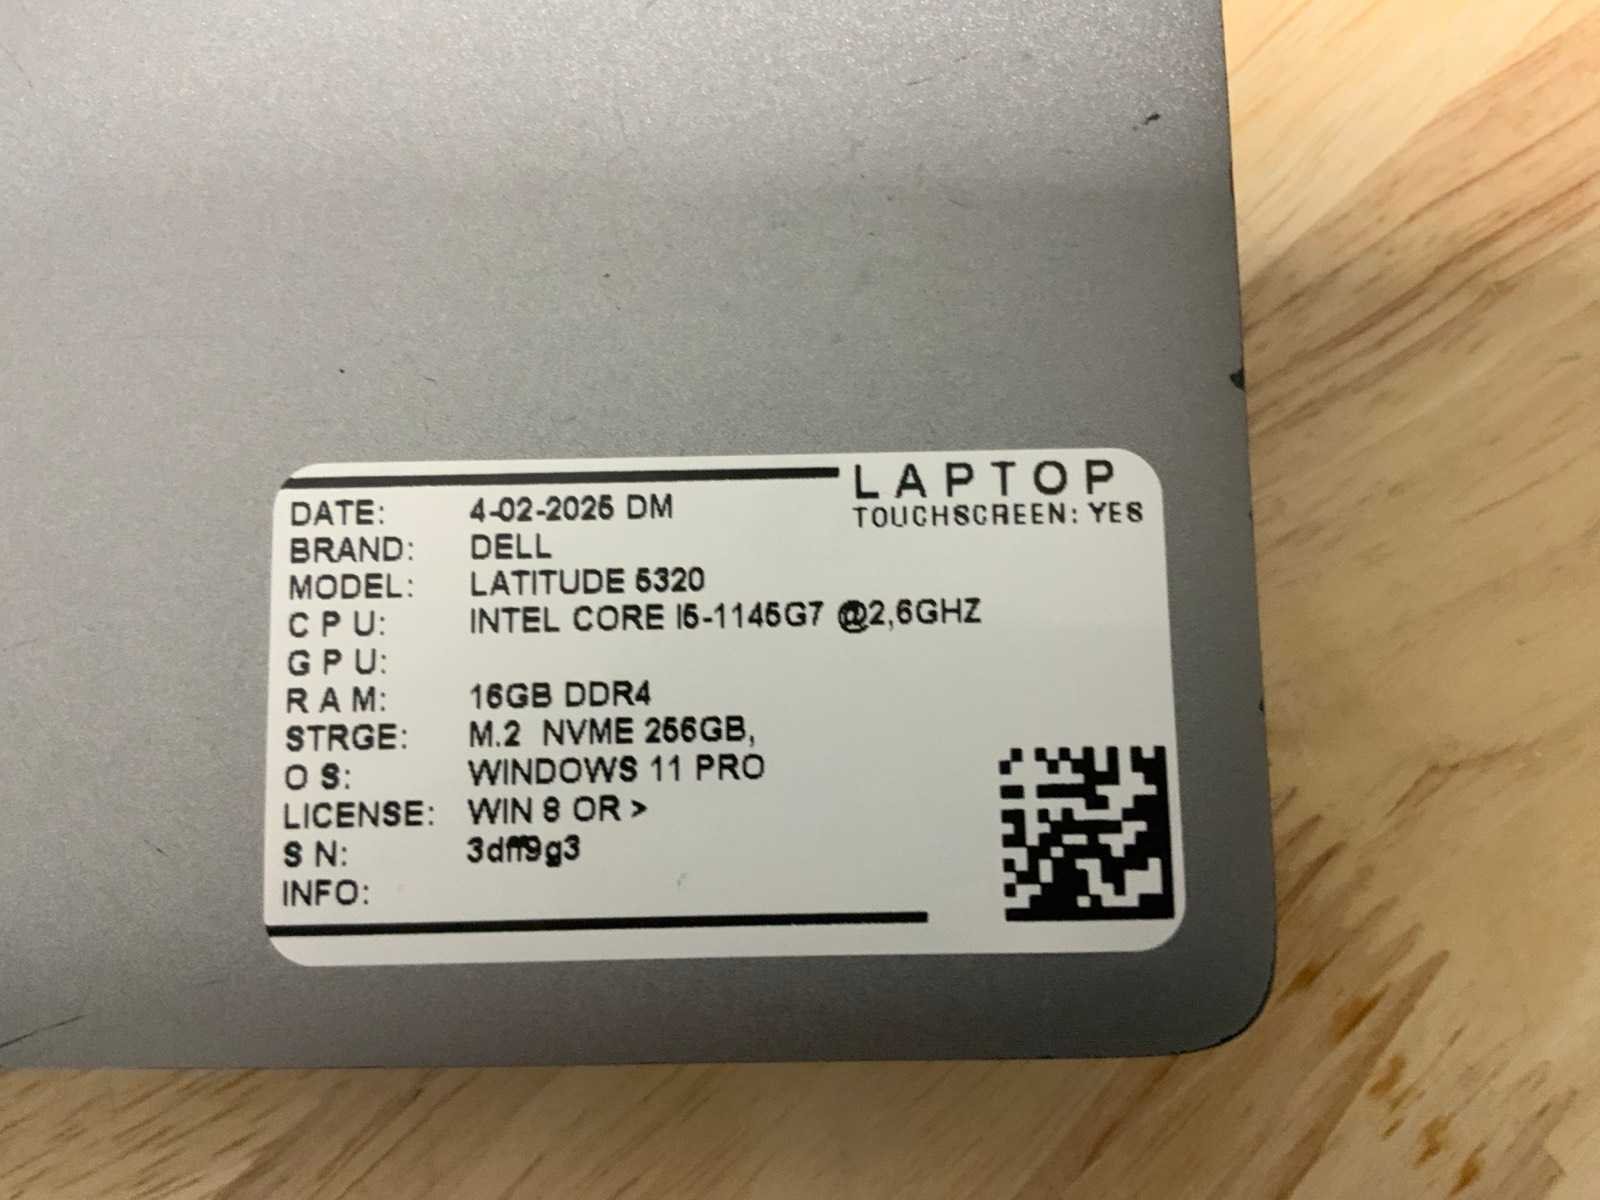 LAPTOP
TOUCHSCREEN: YES
DATE: 4-02-2025 DM
BRAND: DELL
MODEL: LATITUDE 5320
C P U: INTEL CORE I5-1145G7 @2,6GHZ
G P U:
R A M: 16GB DDR4
STRGE: M.2 NVME 256GB,
O S: WINDOWS 11 PRO
LICENSE: WIN 8 OR >
S N: 3dff9g3
INFO: